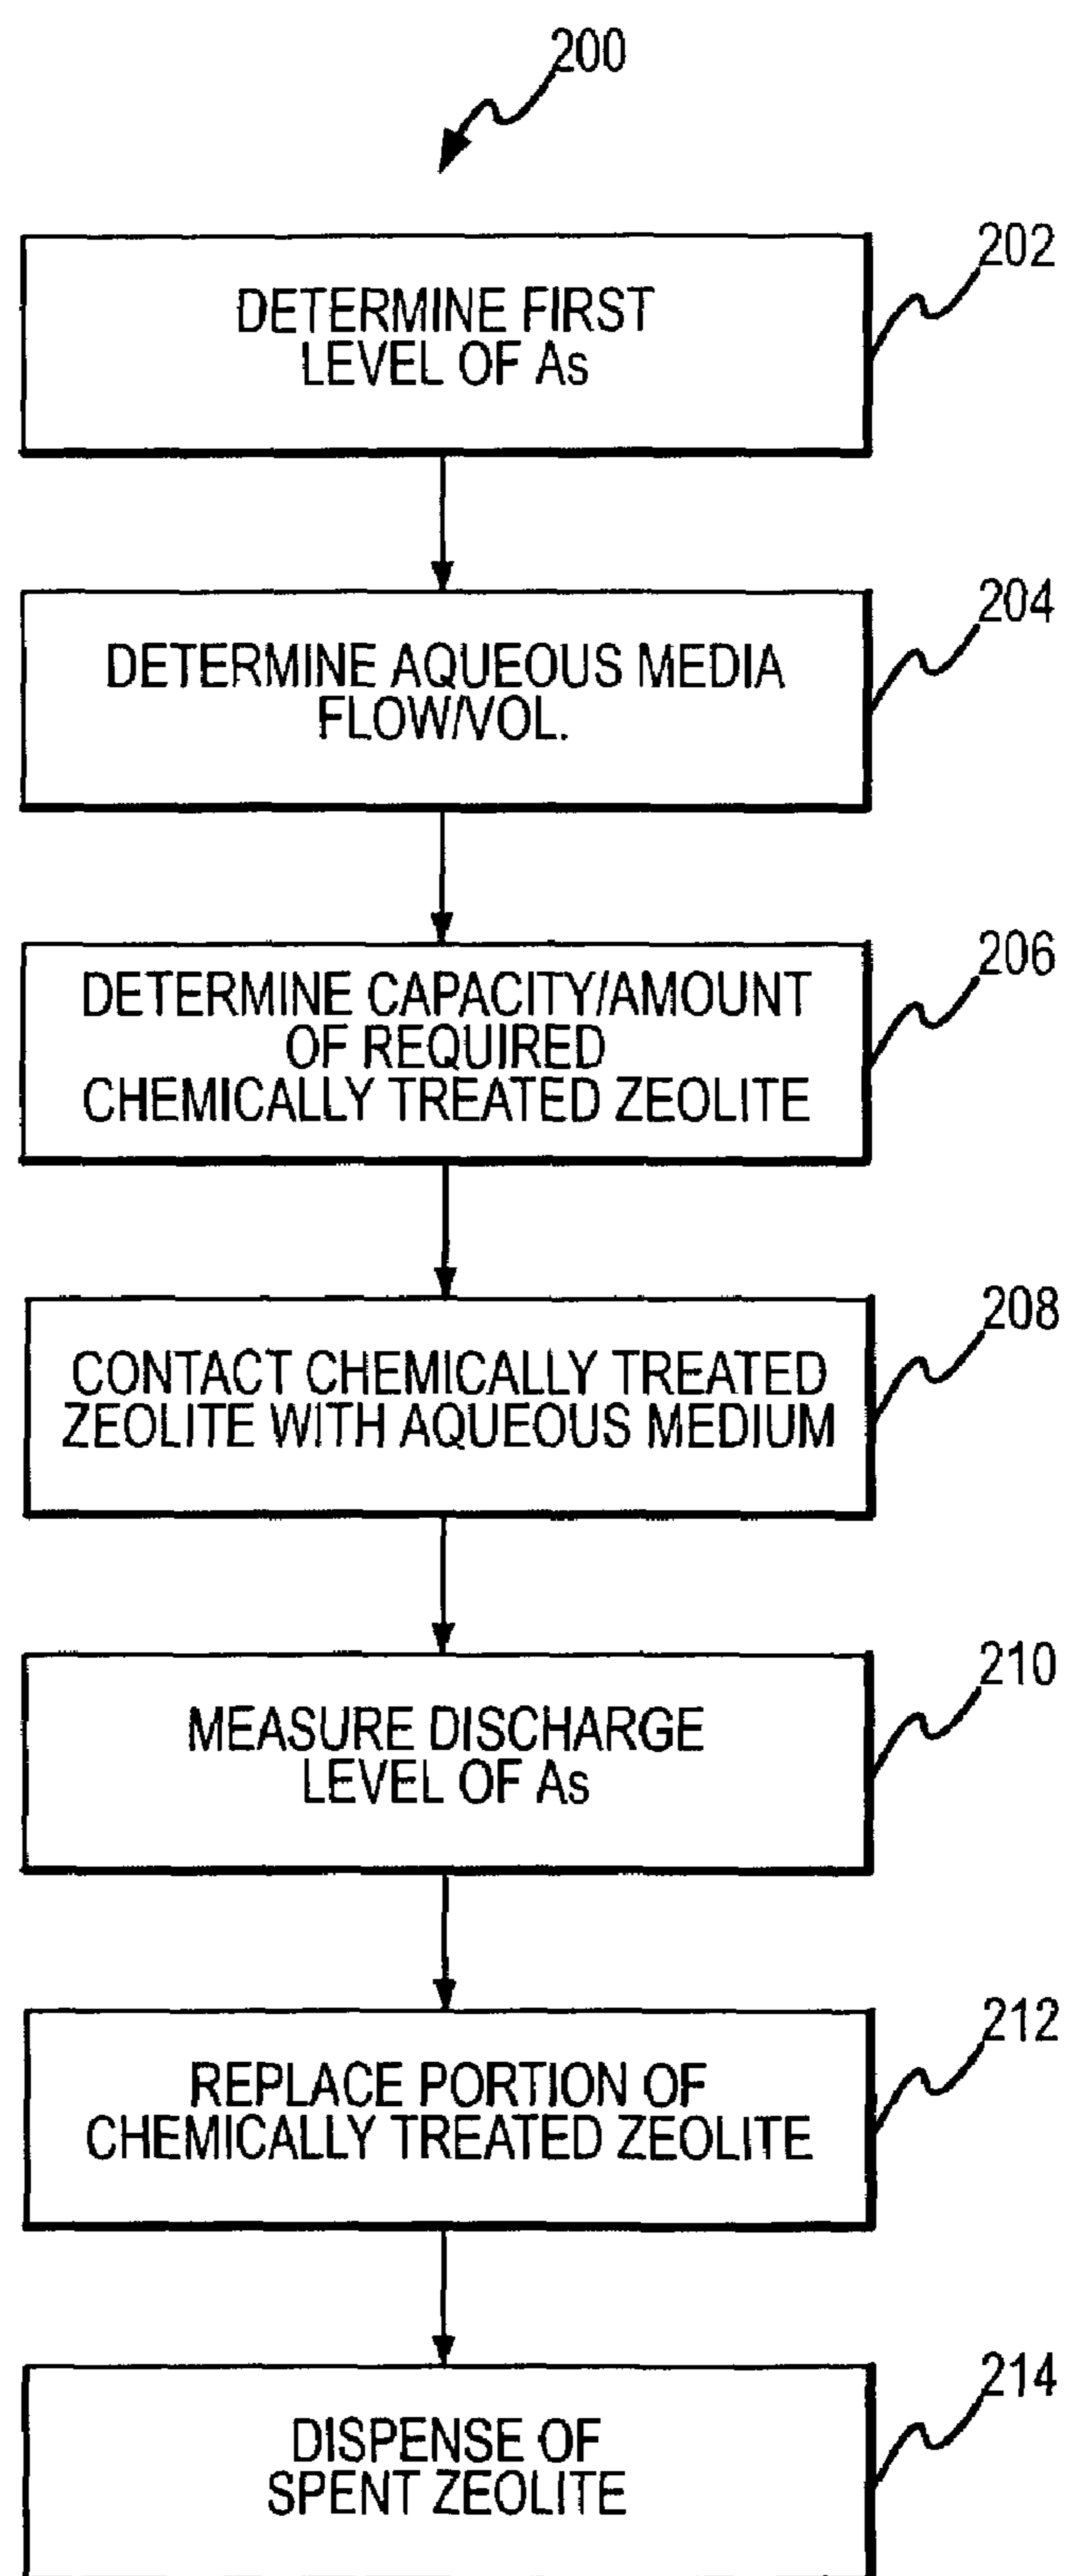 200
202
DETERMINE FIRST
LEVEL OF As
204
DETERMINE AQUEOUS MEDIA
FLOW/VOL.
206
DETERMINE CAPACITY/AMOUNT
OF REQUIRED
CHEMICALLY TREATED ZEOLITE
208
CONTACT CHEMICALLY TREATED
ZEOLITE WITH AQUEOUS MEDIUM
210
MEASURE DISCHARGE
LEVEL OF As
212
REPLACE PORTION OF
CHEMICALLY TREATED ZEOLITE
214
DISPENSE OF
SPENT ZEOLITE